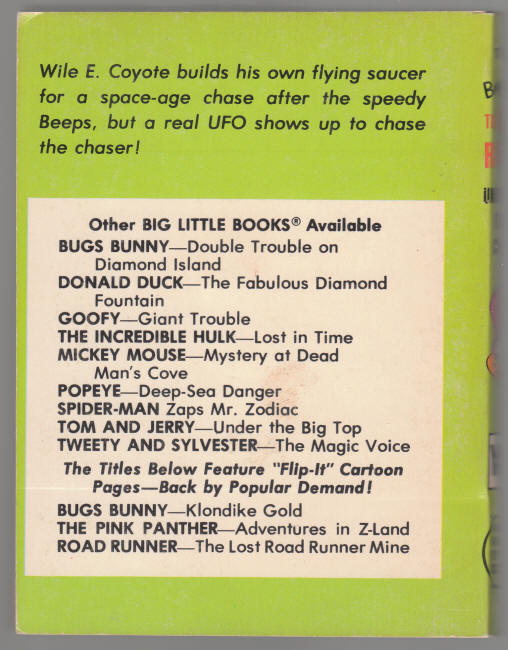 Wile E. Coyote builds his own flying saucer
for a space-age chase after the speedy
Beeps, but a real UFO shows up to chase
the chaser!
Other BIG LITTLE BOOKS® Available
BUGS BUNNY—Double Trouble on
Diamond Island
DONALD DUCK—The Fabulous Diamond
Fountain
GOOFY—Giant Trouble
THE INCREDIBLE HULK—Lost in Time
MICKEY MOUSE—Mystery at Dead
Man's Cove
POPEYE—Deep-Sea Danger
SPIDER-MAN Zaps Mr. Zodiac
TOM AND JERRY—Under the Big Top
TWEETY AND SYLVESTER—The Magic Voice
The Titles Below Feature "Flip-It" Cartoon
Pages—Back by Popular Demand!
BUGS BUNNY—Klondike Gold
THE PINK PANTHER—Adventures in Z-Land
ROAD RUNNER—The Lost Road Runner Mine